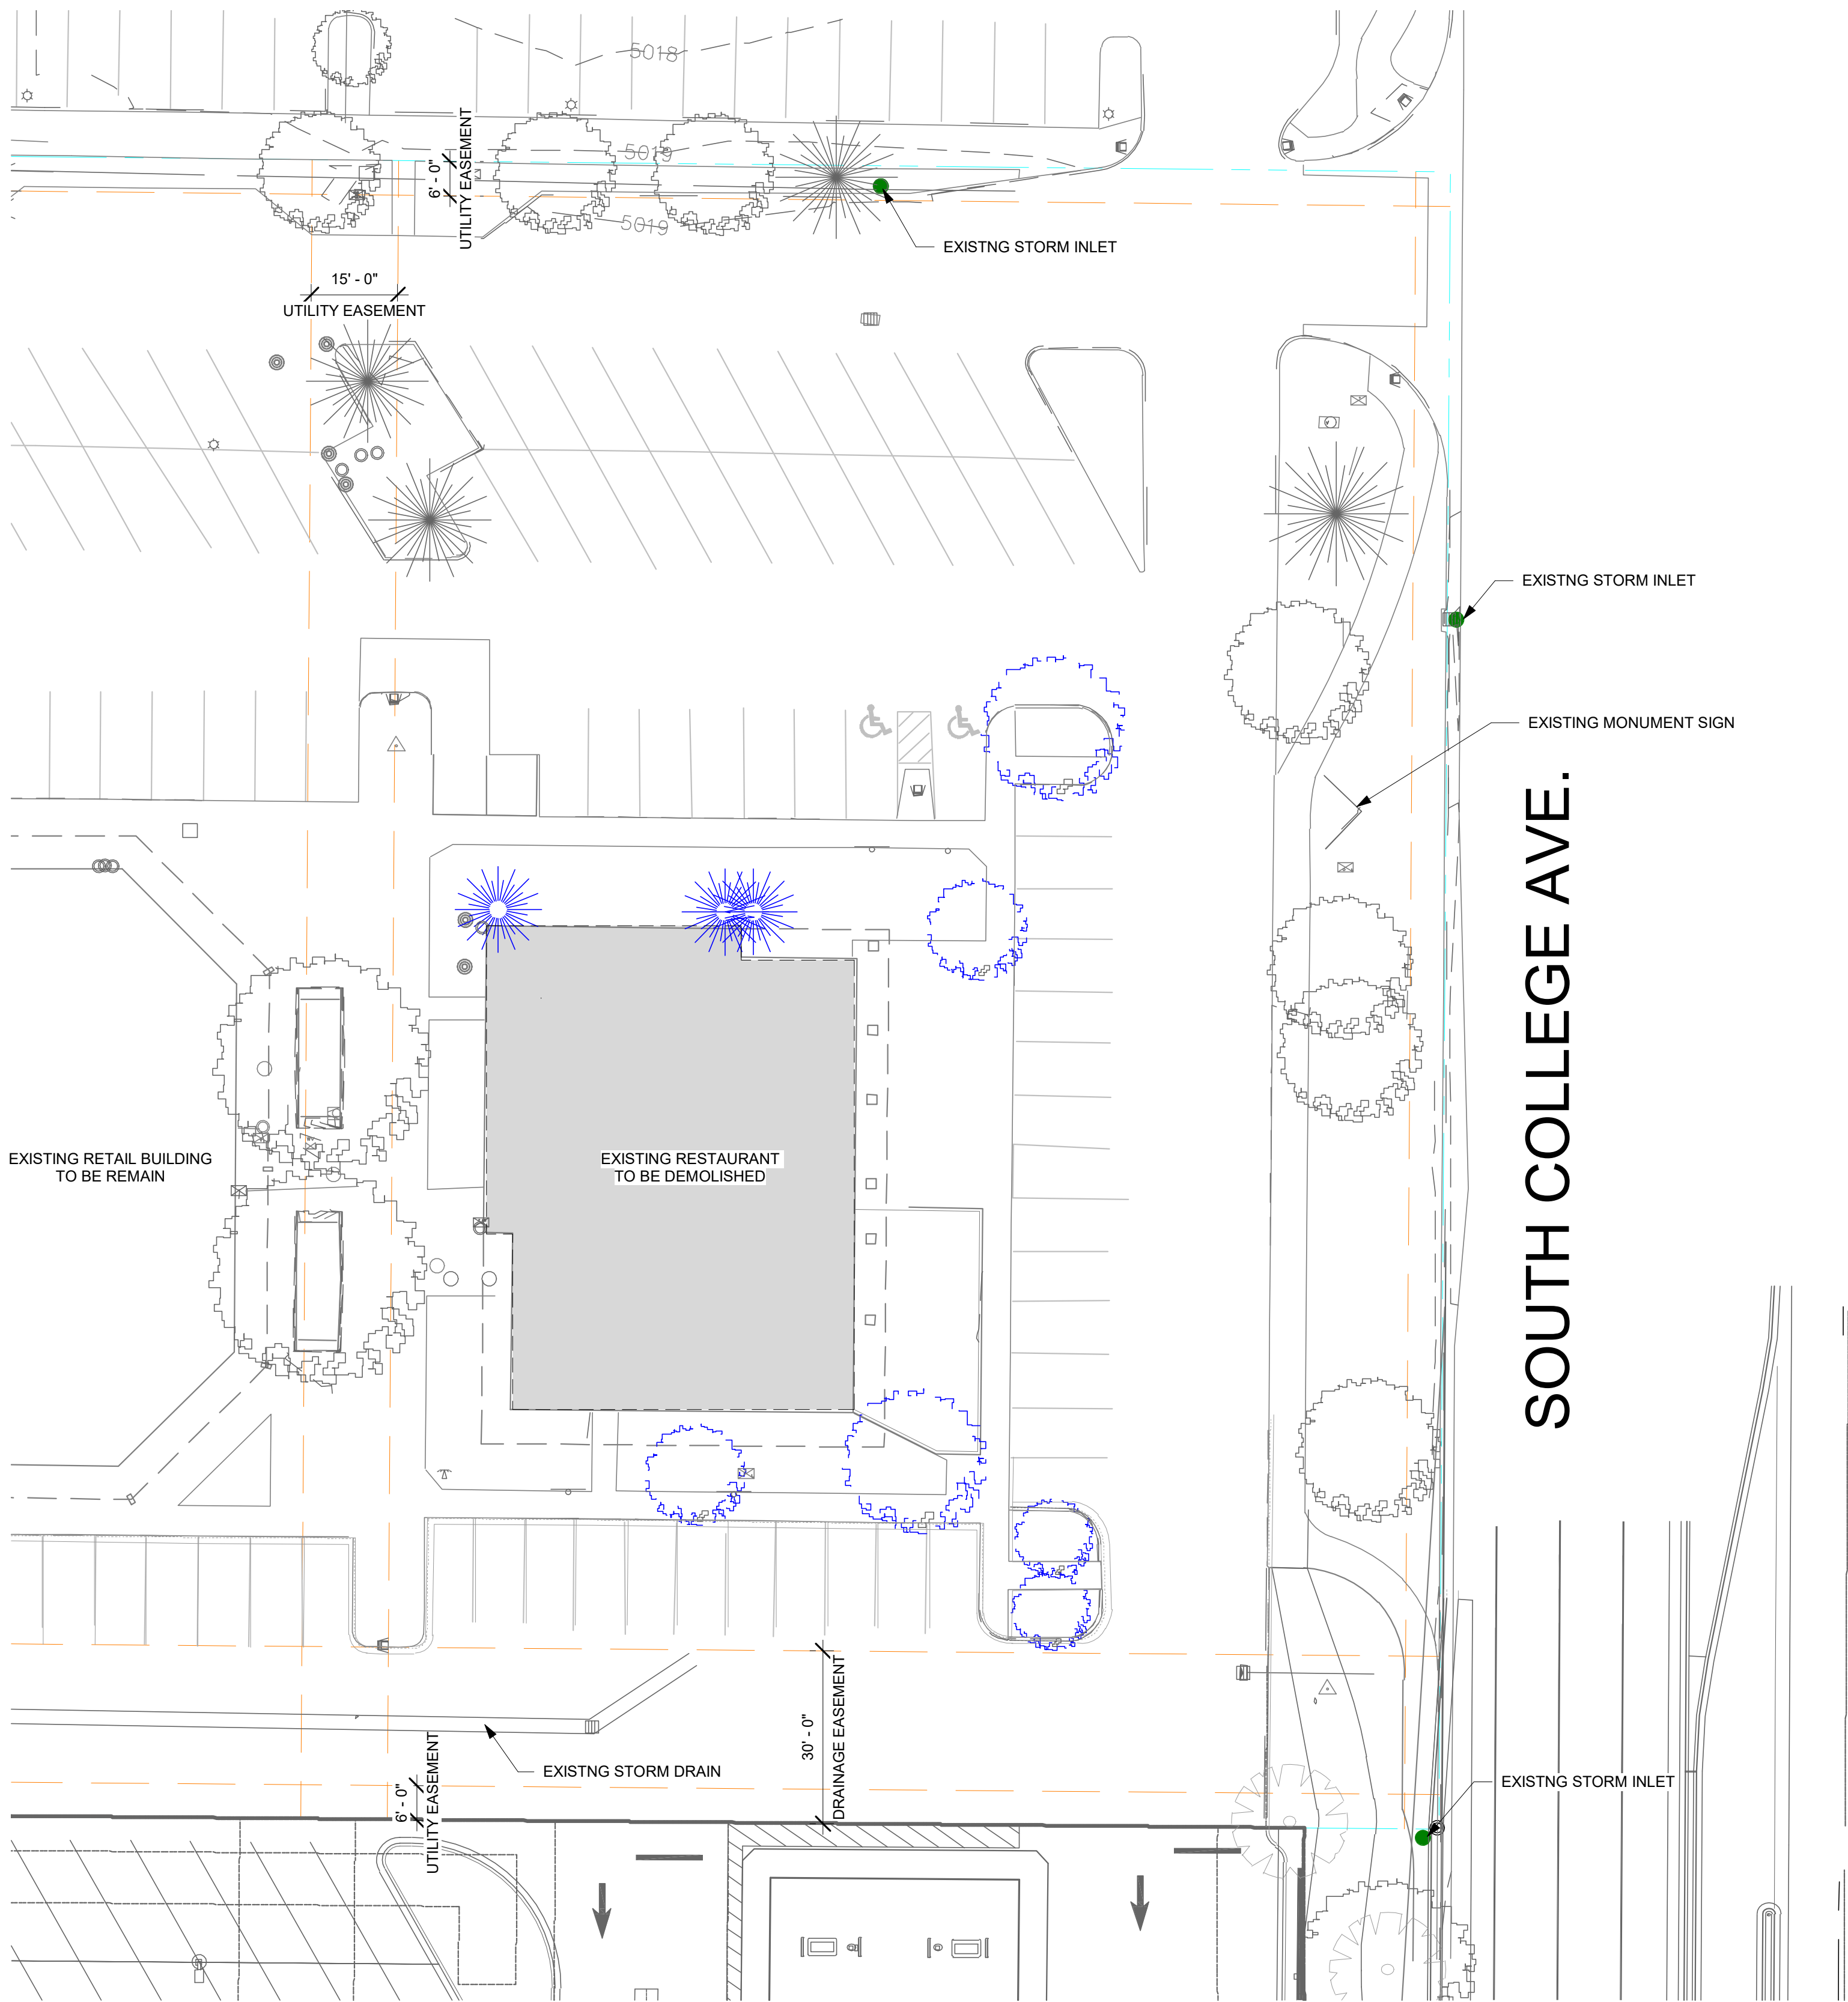 5018
UTILITY EASEMENT
6' - 0"
5019
5019
EXISTNG STORM INLET
15' - 0"
UTILITY EASEMENT
EXISTNG STORM INLET
EXISTING MONUMENT SIGN
SOUTH COLLEGE AVE.
EXISTING RETAIL BUILDING
TO BE REMAIN
EXISTING RESTAURANT
TO BE DEMOLISHED
30' - 0"
DRAINAGE EASEMENT
EXISTNG STORM DRAIN
6' - 0"
UTILITY EASEMENT
EXISTNG STORM INLET